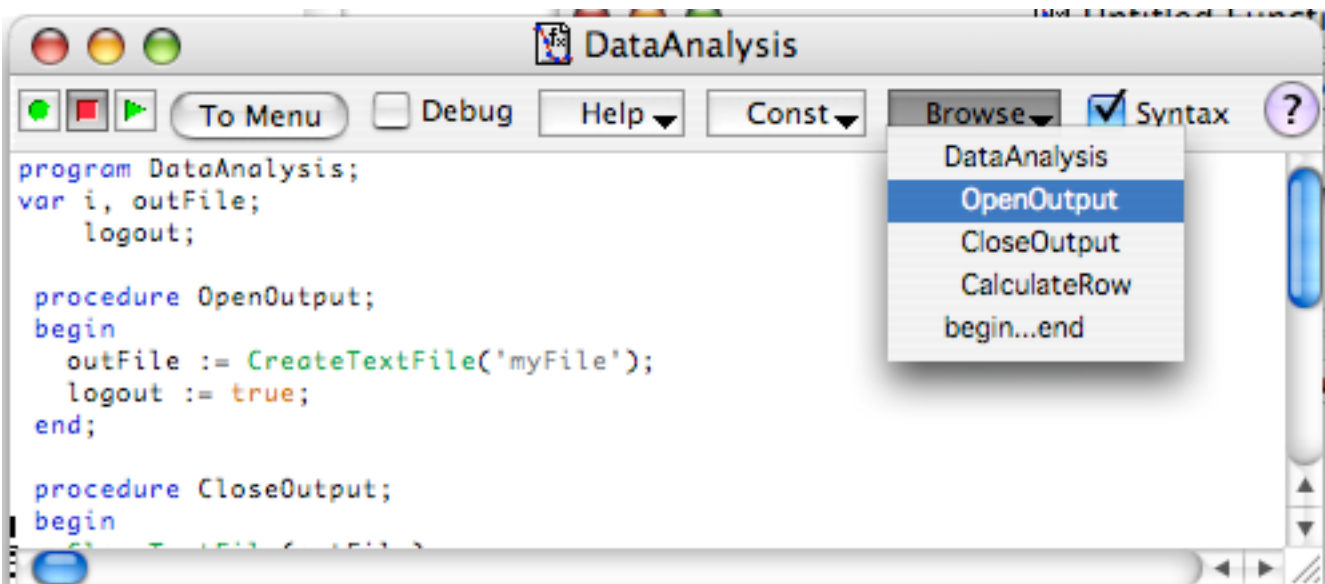 DataAnalysis
To Menu Debug Help Const Browse Syntax ?
DataAnalysis
OpenOutput
CloseOutput
CalculateRow
begin...end
program DataAnalysis;
var i, outFile;
logout;
procedure OpenOutput;
begin
outFile := CreateTextFile('myFile');
logout := true;
end;
procedure CloseOutput;
begin